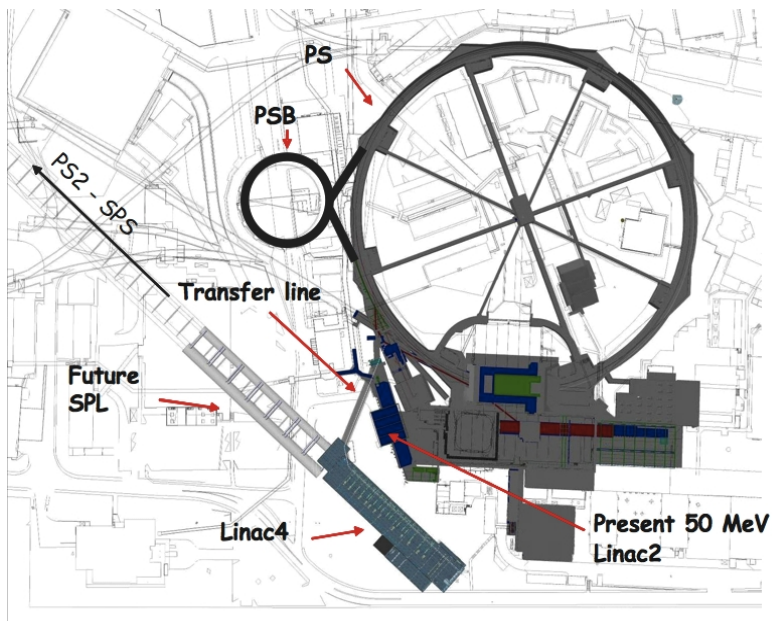 PS
PSB
PS2 - SPS
Transfer line
Future
SPL
Linac4
Present 50 MeV
Linac2